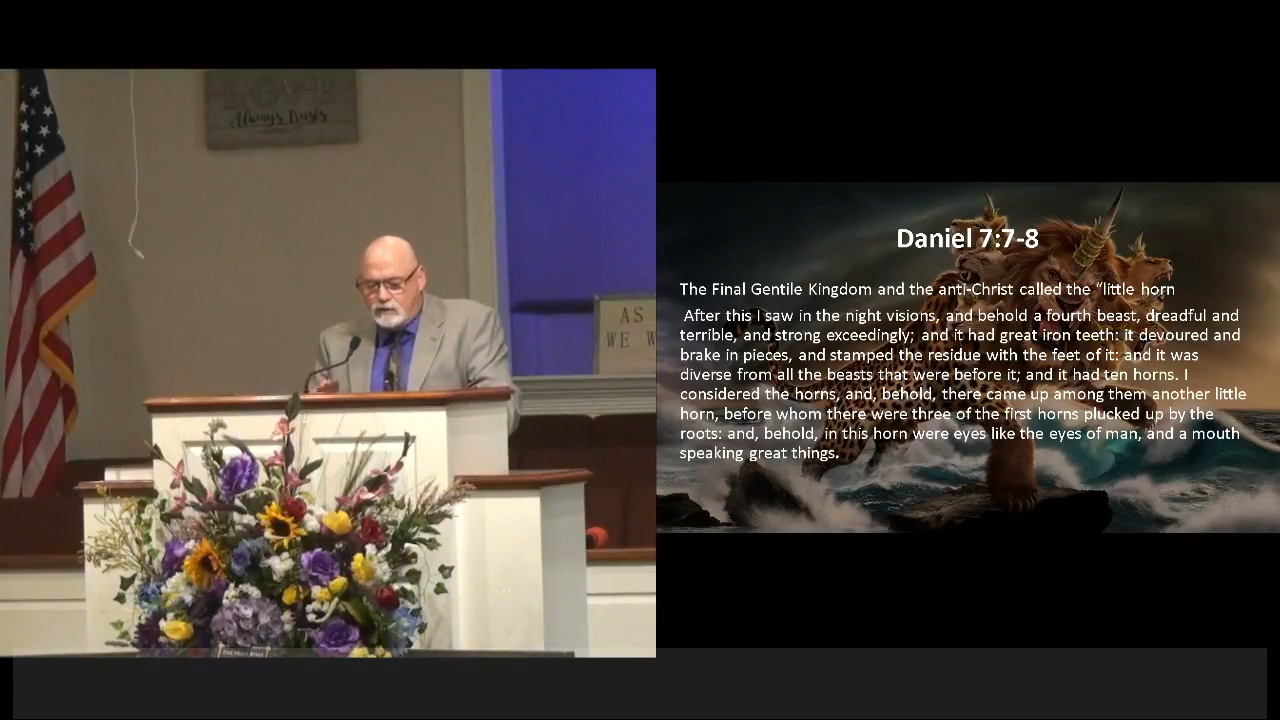 LOVE
Always Trusts
AS
WE W
Daniel 7:7-8
The Final Gentile Kingdom and the anti-Christ called the “little horn
After this I saw in the night visions, and behold a fourth beast, dreadful and
terrible, and strong exceedingly; and it had great iron teeth: it devoured and
brake in pieces, and stamped the residue with the feet of it: and it was
diverse from all the beasts that were before it; and it had ten horns. I
considered the horns, and, behold, there came up among them another little
horn, before whom there were three of the first horns plucked up by the
roots: and, behold, in this horn were eyes like the eyes of man, and a mouth
speaking great things.